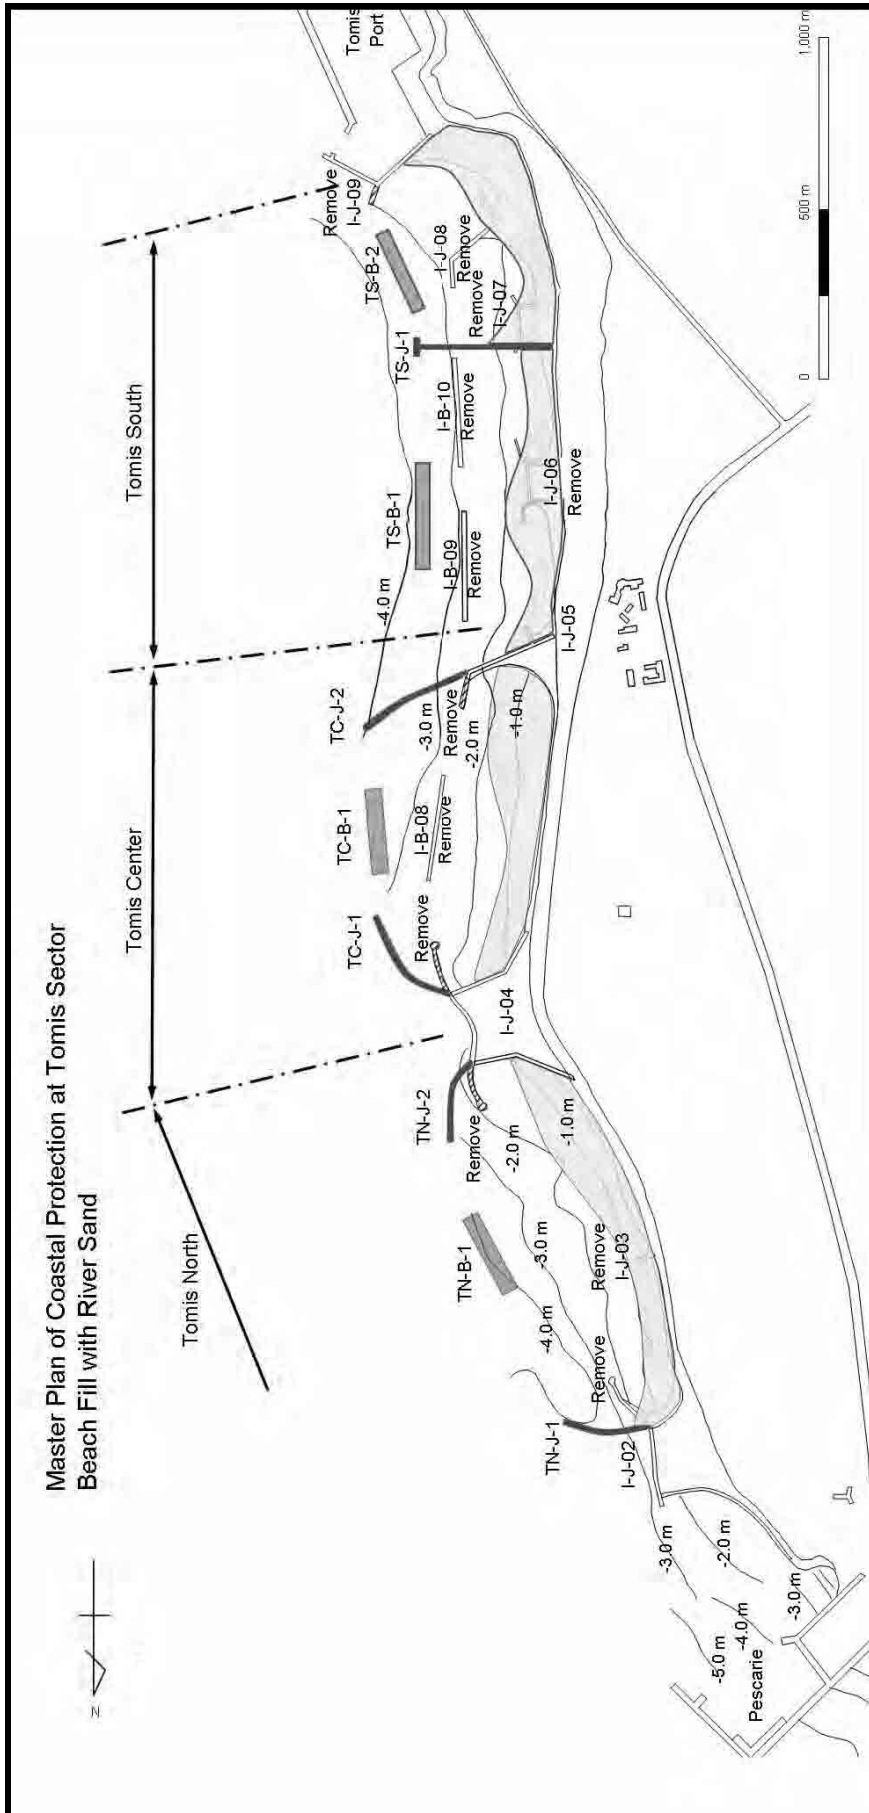 Master Plan of Coastal Protection at Tomis Sector
Beach Fill with River Sand
N
Tomis North
Tomis Center
Tomis South
Tomis
Port
Pescarie
-5.0 m
-4.0 m
-3.0 m
-2.0 m
-3.0 m
TN-J-1
I-J-02
Remove
-4.0 m
TN-B-1
-3.0 m
Remove
I-J-03
-2.0 m
-1.0 m
Remove
TN-J-2
I-J-04
TC-J-1
Remove
TC-B-1
I-B-08
Remove
TC-J-2
-3.0 m
Remove
-2.0 m
-1.0 m
I-J-05
-4.0 m
TS-B-1
I-B-09
Remove
I-J-06
Remove
I-B-10
Remove
TS-J-1
I-J-07
Remove
TS-B-2
I-J-08
Remove
Remove
I-J-09
0
500 m
1,000 m